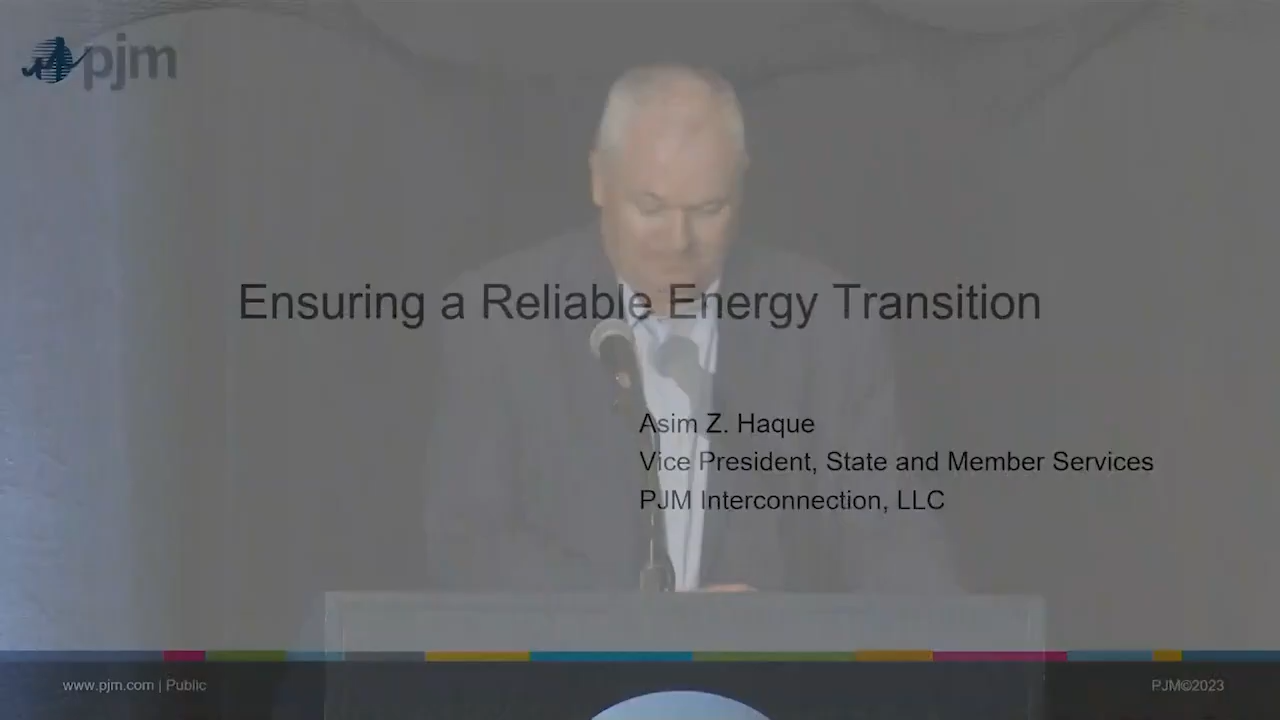 pjm
Ensuring a Reliable Energy Transition
Asim Z. Haque
Vice President, State and Member Services
PJM Interconnection, LLC
www.pjm.com | Public
PJM©2023